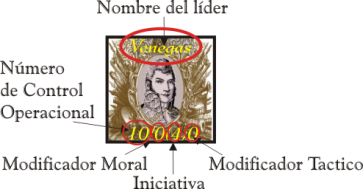 Nombre del líder
Venegas
Número
de Control
Operacional
10 0 4 0
Modificador Moral
Modificador Tactico
Iniciativa